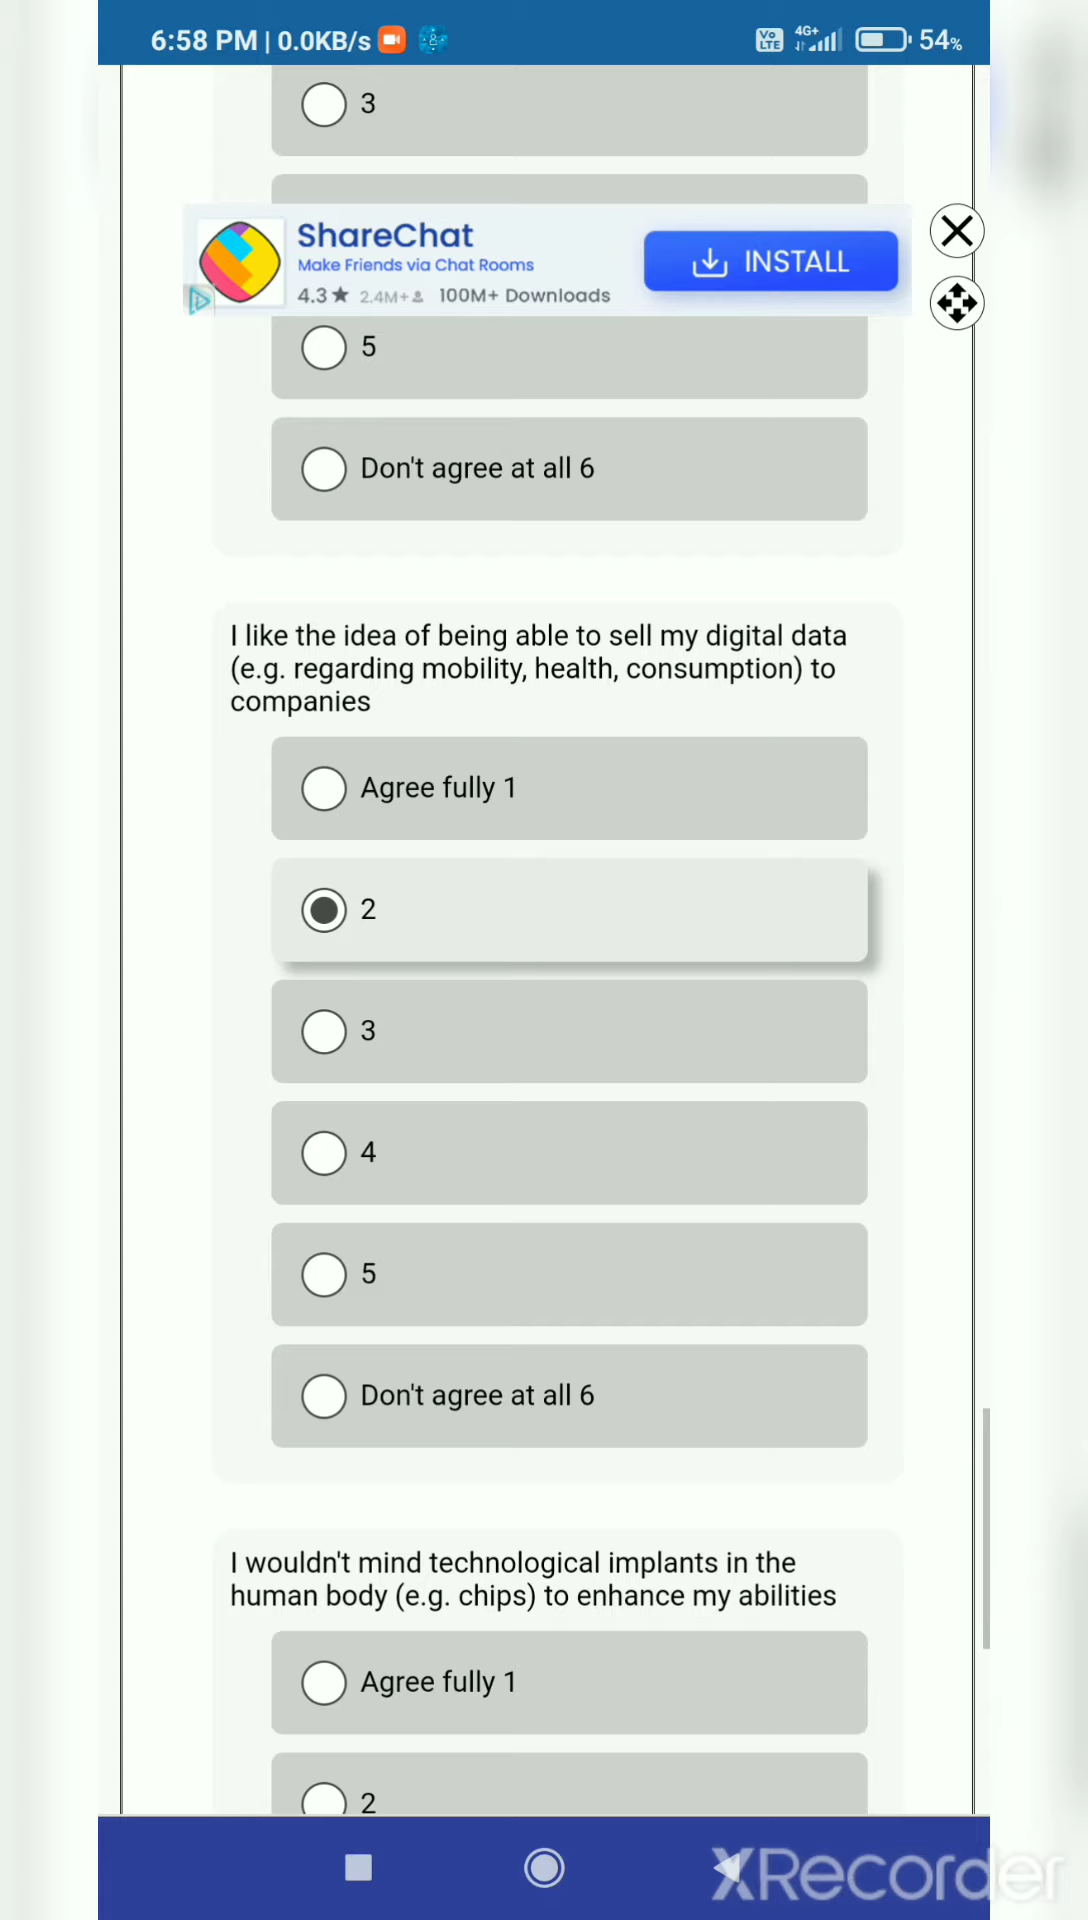 6:58 PM | 0.0KB/s
Vo LTE 4G+ 54%
3
ShareChat
Make Friends via Chat Rooms
4.3★ 2.4M+ 100M+ Downloads
INSTALL
5
Don't agree at all 6
I like the idea of being able to sell my digital data
(e.g. regarding mobility, health, consumption) to
companies
Agree fully 1
2
3
4
5
Don't agree at all 6
I wouldn't mind technological implants in the
human body (e.g. chips) to enhance my abilities
Agree fully 1
2
XRecorder